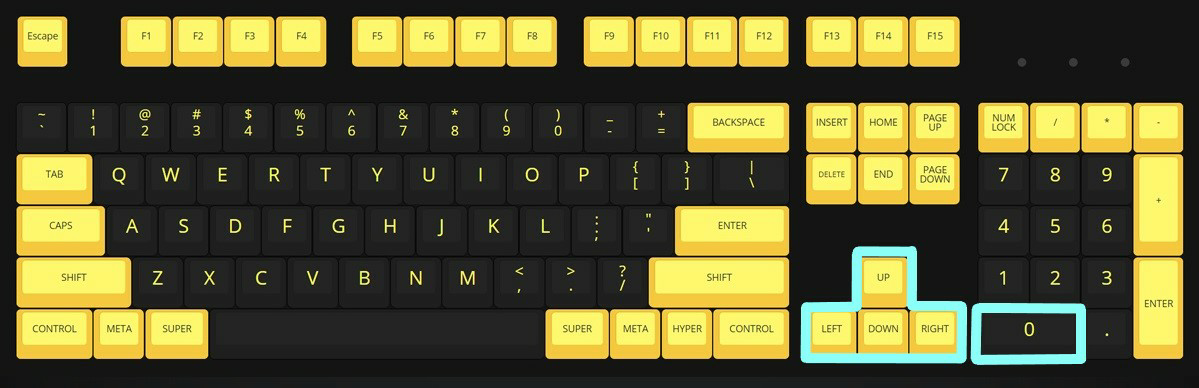 Escape F1 F2 F3 F4 F5 F6 F7 F8 F9 F10 F11 F12 F13 F14 F15
~ ! @ # $ % ^ & * ( ) _ +
` 1 2 3 4 5 6 7 8 9 0 - = BACKSPACE INSERT HOME PAGE UP NUM LOCK / * -
TAB Q W E R T Y U I O P { [ } ] | \ DELETE END PAGE DOWN 7 8 9 +
CAPS A S D F G H J K L : ; " ' ENTER 4 5 6
SHIFT Z X C V B N M < , > . ? / SHIFT UP 1 2 3 ENTER
CONTROL META SUPER SUPER META HYPER CONTROL LEFT DOWN RIGHT 0 .